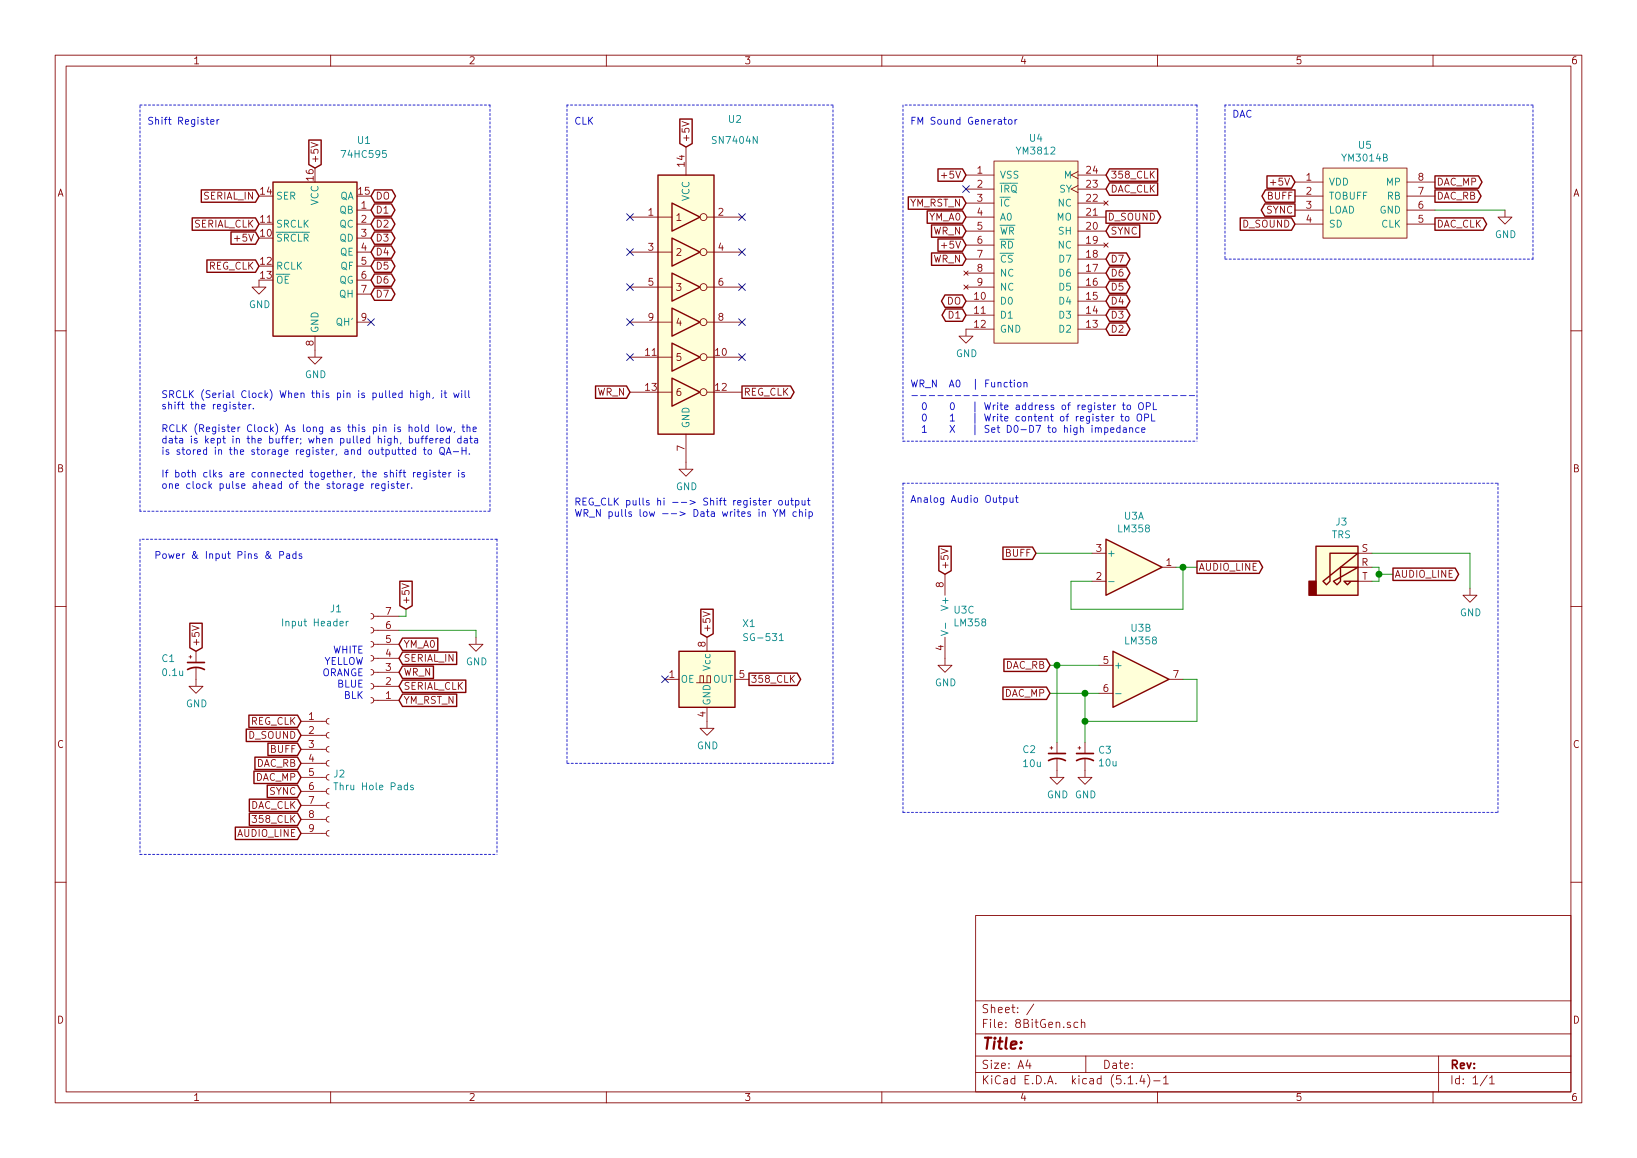 1 2 3 4 5 6
A
B
C
D
A
B
C
D
Shift Register
U1
74HC595
+5V
16
VCC
SERIAL_IN 14 SER QA 15 D0
QB 1 D1
SERIAL_CLK 11 SRCLK QC 2 D2
+5V 10 SRCLR QD 3 D3
QE 4 D4
REG_CLK 12 RCLK QF 5 D5
13 OE QG 6 D6
QH 7 D7
GND
QH' 9
GND
8
GND
SRCLK (Serial Clock) When this pin is pulled high, it will
shift the register.
RCLK (Register Clock) As long as this pin is hold low, the
data is kept in the buffer; when pulled high, buffered data
is stored in the storage register, and outputted to QA-H.
If both clks are connected together, the shift register is
one clock pulse ahead of the storage register.
CLK
U2
SN7404N
+5V
14
VCC
1 1 2
3 2 4
5 3 6
9 4 8
11 5 10
WR_N 13 6 12 REG_CLK
GND
7
GND
REG_CLK pulls hi --> Shift register output
WR_N pulls low --> Data writes in YM chip
+5V
X1
SG-531
8
Vcc
1 OE OUT 5 358_CLK
GND
4
GND
FM Sound Generator
U4
YM3812
+5V 1 VSS M 24 358_CLK
2 IRQ SY 23 DAC_CLK
YM_RST_N 3 IC NC 22
YM_A0 4 A0 MO 21 D_SOUND
WR_N 5 WR SH 20 SYNC
+5V 6 RD NC 19
WR_N 7 CS D7 18 D7
8 NC D6 17 D6
9 NC D5 16 D5
D0 10 D0 D4 15 D4
D1 11 D1 D3 14 D3
12 GND D2 13 D2
GND
WR_N A0 | Function
----------------------------------
0 0 | Write address of register to OPL
0 1 | Write content of register to OPL
1 X | Set D0-D7 to high impedance
DAC
U5
YM3014B
+5V 1 VDD MP 8 DAC_MP
BUFF 2 TOBUFF RB 7 DAC_RB
SYNC 3 LOAD GND 6
D_SOUND 4 SD CLK 5 DAC_CLK
GND
Power & Input Pins & Pads
+5V
C1
0.1u
GND
J1
Input Header
+5V
7
6
GND
WHITE 5 YM_A0
YELLOW 4 SERIAL_IN
ORANGE 3 WR_N
BLUE 2 SERIAL_CLK
BLK 1 YM_RST_N
REG_CLK 1
D_SOUND 2
BUFF 3
DAC_RB 4
DAC_MP 5
SYNC 6
DAC_CLK 7
358_CLK 8
AUDIO_LINE 9
J2
Thru Hole Pads
Analog Audio Output
+5V
8
V+
U3C
LM358
V-
4
GND
U3A
LM358
BUFF 3 +
2 -
1 AUDIO_LINE
U3B
LM358
DAC_RB 5 +
DAC_MP 6 -
7
C2
10u
C3
10u
GND GND
J3
TRS
S
R
T
AUDIO_LINE
GND
Sheet: /
File: 8BitGen.sch
Title:
Size: A4 Date: Rev:
KiCad E.D.A. kicad (5.1.4)-1 Id: 1/1
1 2 3 4 5 6